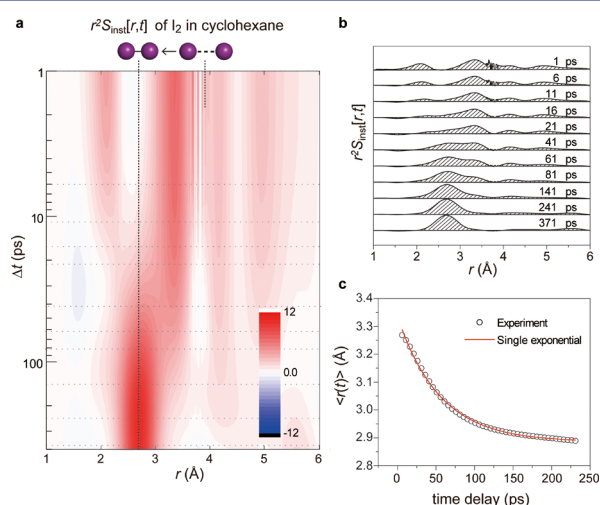 a
r²S_inst[r,t] of I₂ in cyclohexane
1
10
100
Δt (ps)
12
0.0
-12
1 2 3 4 5 6
r (Å)
b
r²S_inst[r,t]
1 ps
6 ps
11 ps
16 ps
21 ps
41 ps
61 ps
81 ps
141 ps
241 ps
371 ps
1 2 3 4 5 6
r (Å)
c
<r(t)> (Å)
3.4
3.3
3.2
3.1
3.0
2.9
2.8
Experiment
Single exponential
0 50 100 150 200 250
time delay (ps)